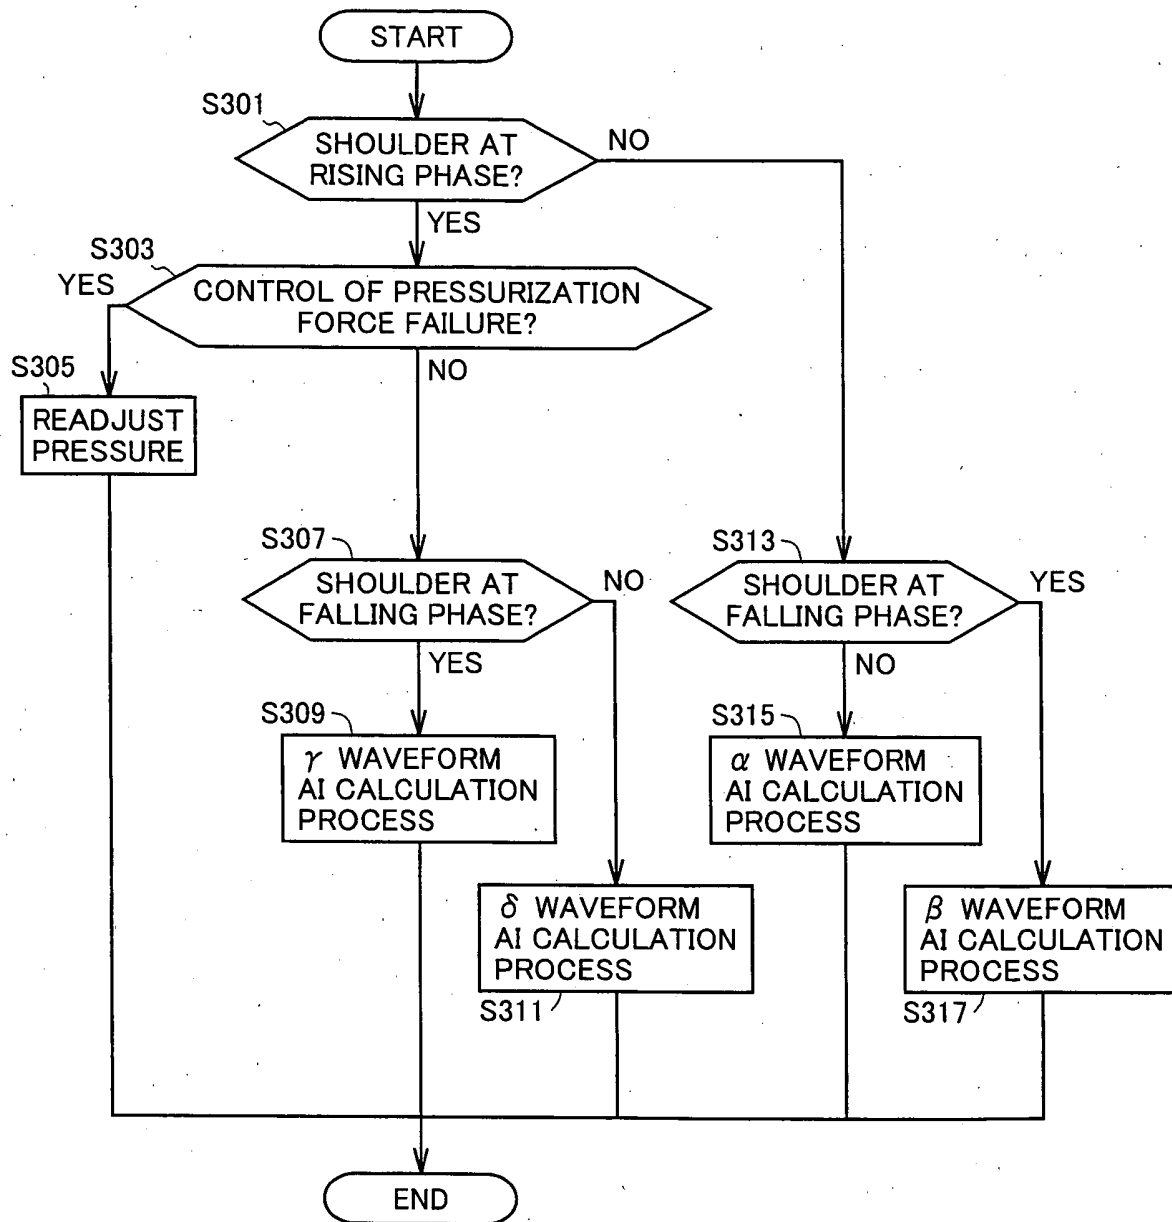 START
S301
SHOULDER AT
RISING PHASE?
NO
YES
S303
YES
CONTROL OF PRESSURIZATION
FORCE FAILURE?
NO
S305
READJUST
PRESSURE
S307
SHOULDER AT
FALLING PHASE?
NO
YES
S313
SHOULDER AT
FALLING PHASE?
YES
NO
S309
γ WAVEFORM
AI CALCULATION
PROCESS
S315
α WAVEFORM
AI CALCULATION
PROCESS
δ WAVEFORM
AI CALCULATION
PROCESS
S311
β WAVEFORM
AI CALCULATION
PROCESS
S317
END